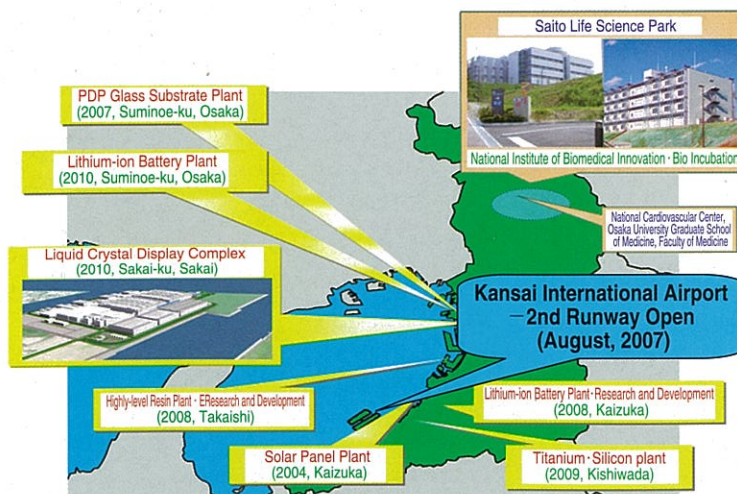 Saito Life Science Park
National Institute of Biomedical Innovation・Bio Incubation
National Cardiovascular Center,
Osaka University Graduate School
of Medicine, Faculty of Medicine
PDP Glass Substrate Plant
(2007, Suminoe-ku, Osaka)
Lithium-ion Battery Plant
(2010, Suminoe-ku, Osaka)
Liquid Crystal Display Complex
(2010, Sakai-ku, Sakai)
Kansai International Airport
—2nd Runway Open
(August, 2007)
Highly-level Resin Plant・EResearch and Development
(2008, Takaishi)
Lithium-ion Battery Plant・Research and Development
(2008, Kaizuka)
Solar Panel Plant
(2004, Kaizuka)
Titanium・Silicon plant
(2009, Kishiwada)